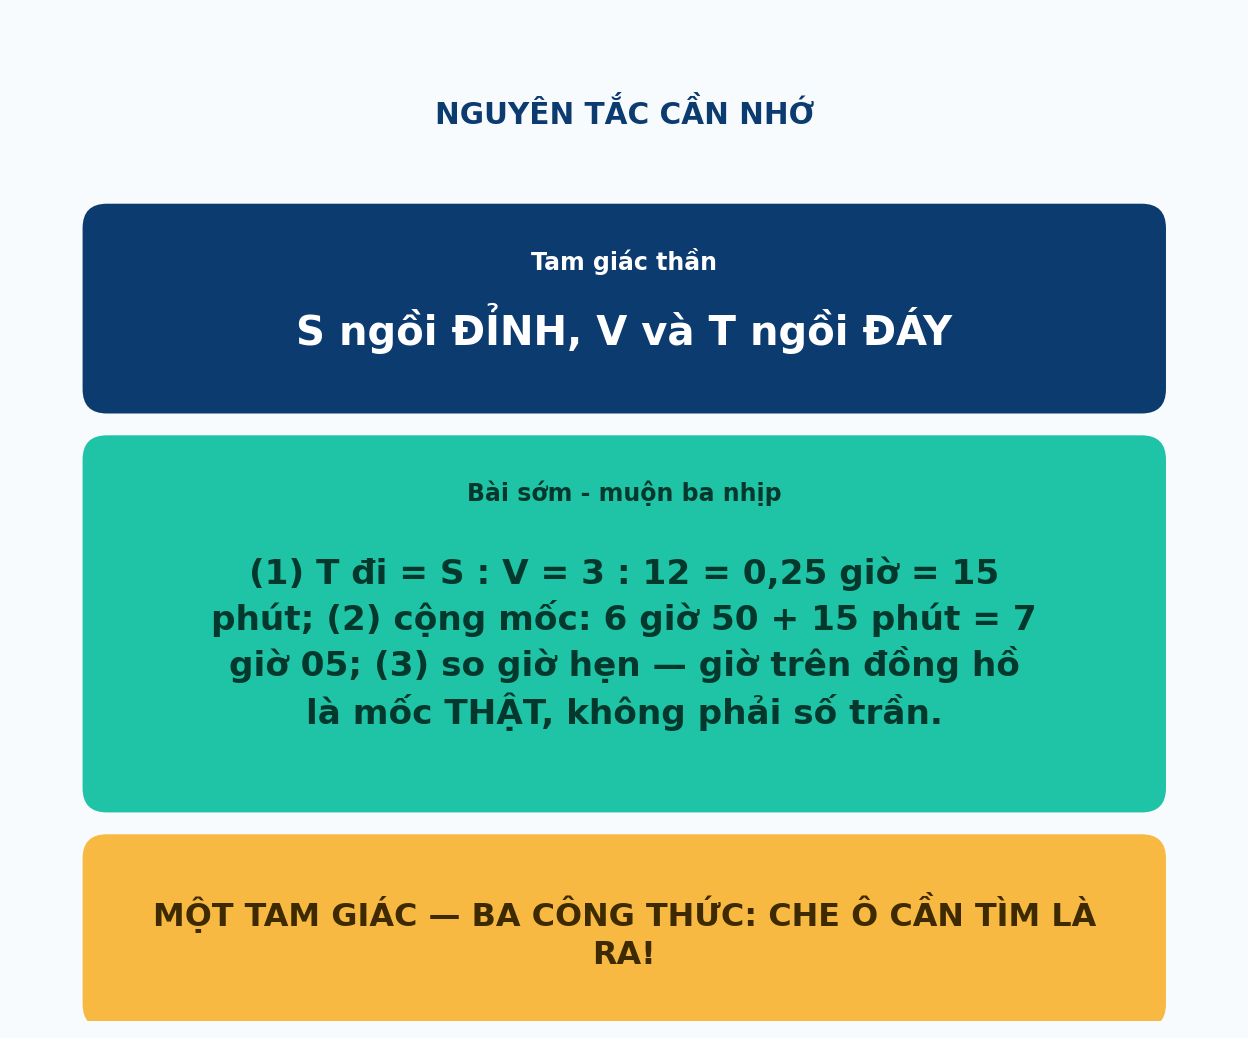 NGUYÊN TẮC CẦN NHỚ
Tam giác thần
S ngồi ĐỈNH, V và T ngồi ĐÁY
Bài sớm - muộn ba nhịp
(1) T đi = S : V = 3 : 12 = 0,25 giờ = 15
phút; (2) cộng mốc: 6 giờ 50 + 15 phút = 7
giờ 05; (3) so giờ hẹn — giờ trên đồng hồ
là mốc THẬT, không phải số trần.
MỘT TAM GIÁC — BA CÔNG THỨC: CHE Ô CẦN TÌM LÀ
RA!